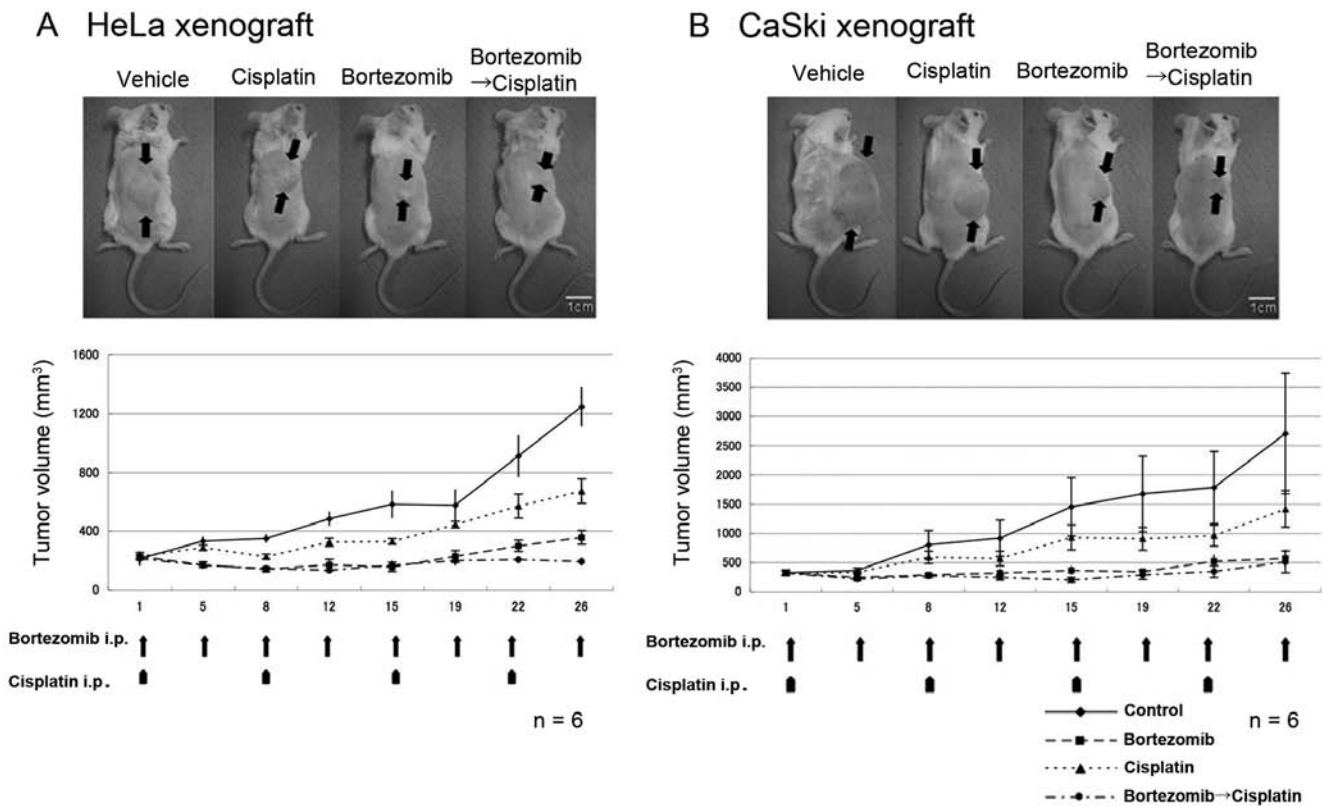 A HeLa xenograft
Vehicle
Cisplatin
Bortezomib
Bortezomib
→Cisplatin
1cm
Tumor volume (mm³)
1600
1200
800
400
0
1 5 8 12 15 19 22 26
Bortezomib i.p.
Cisplatin i.p.
n = 6
B CaSki xenograft
Vehicle
Cisplatin
Bortezomib
Bortezomib
→Cisplatin
1cm
Tumor volume (mm³)
4000
3500
3000
2500
2000
1500
1000
500
0
1 5 8 12 15 19 22 26
Bortezomib i.p.
Cisplatin i.p.
n = 6
Control
Bortezomib
Cisplatin
Bortezomib→Cisplatin